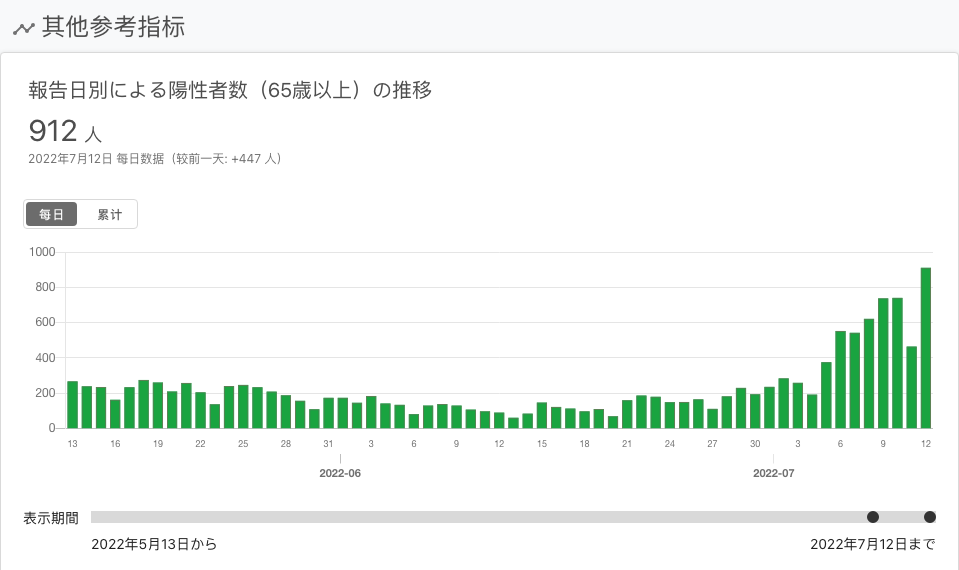 其他参考指标
報告日別による陽性者数（65歳以上）の推移
912 人
2022年7月12日 每日数据（较前一天: +447 人）
每日 累计
1000
800
600
400
200
0
13 16 19 22 25 28 31 3 6 9 12 15 18 21 24 27 30 3 6 9 12
2022-06 2022-07
表示期間
2022年5月13日から 2022年7月12日まで